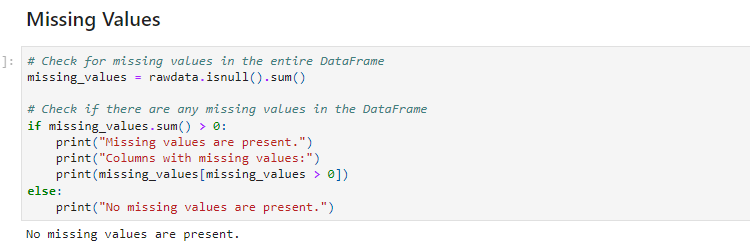 Missing Values
]:
# Check for missing values in the entire DataFrame
missing_values = rawdata.isnull().sum()
# Check if there are any missing values in the DataFrame
if missing_values.sum() > 0:
    print("Missing values are present.")
    print("Columns with missing values:")
    print(missing_values[missing_values > 0])
else:
    print("No missing values are present.")
No missing values are present.